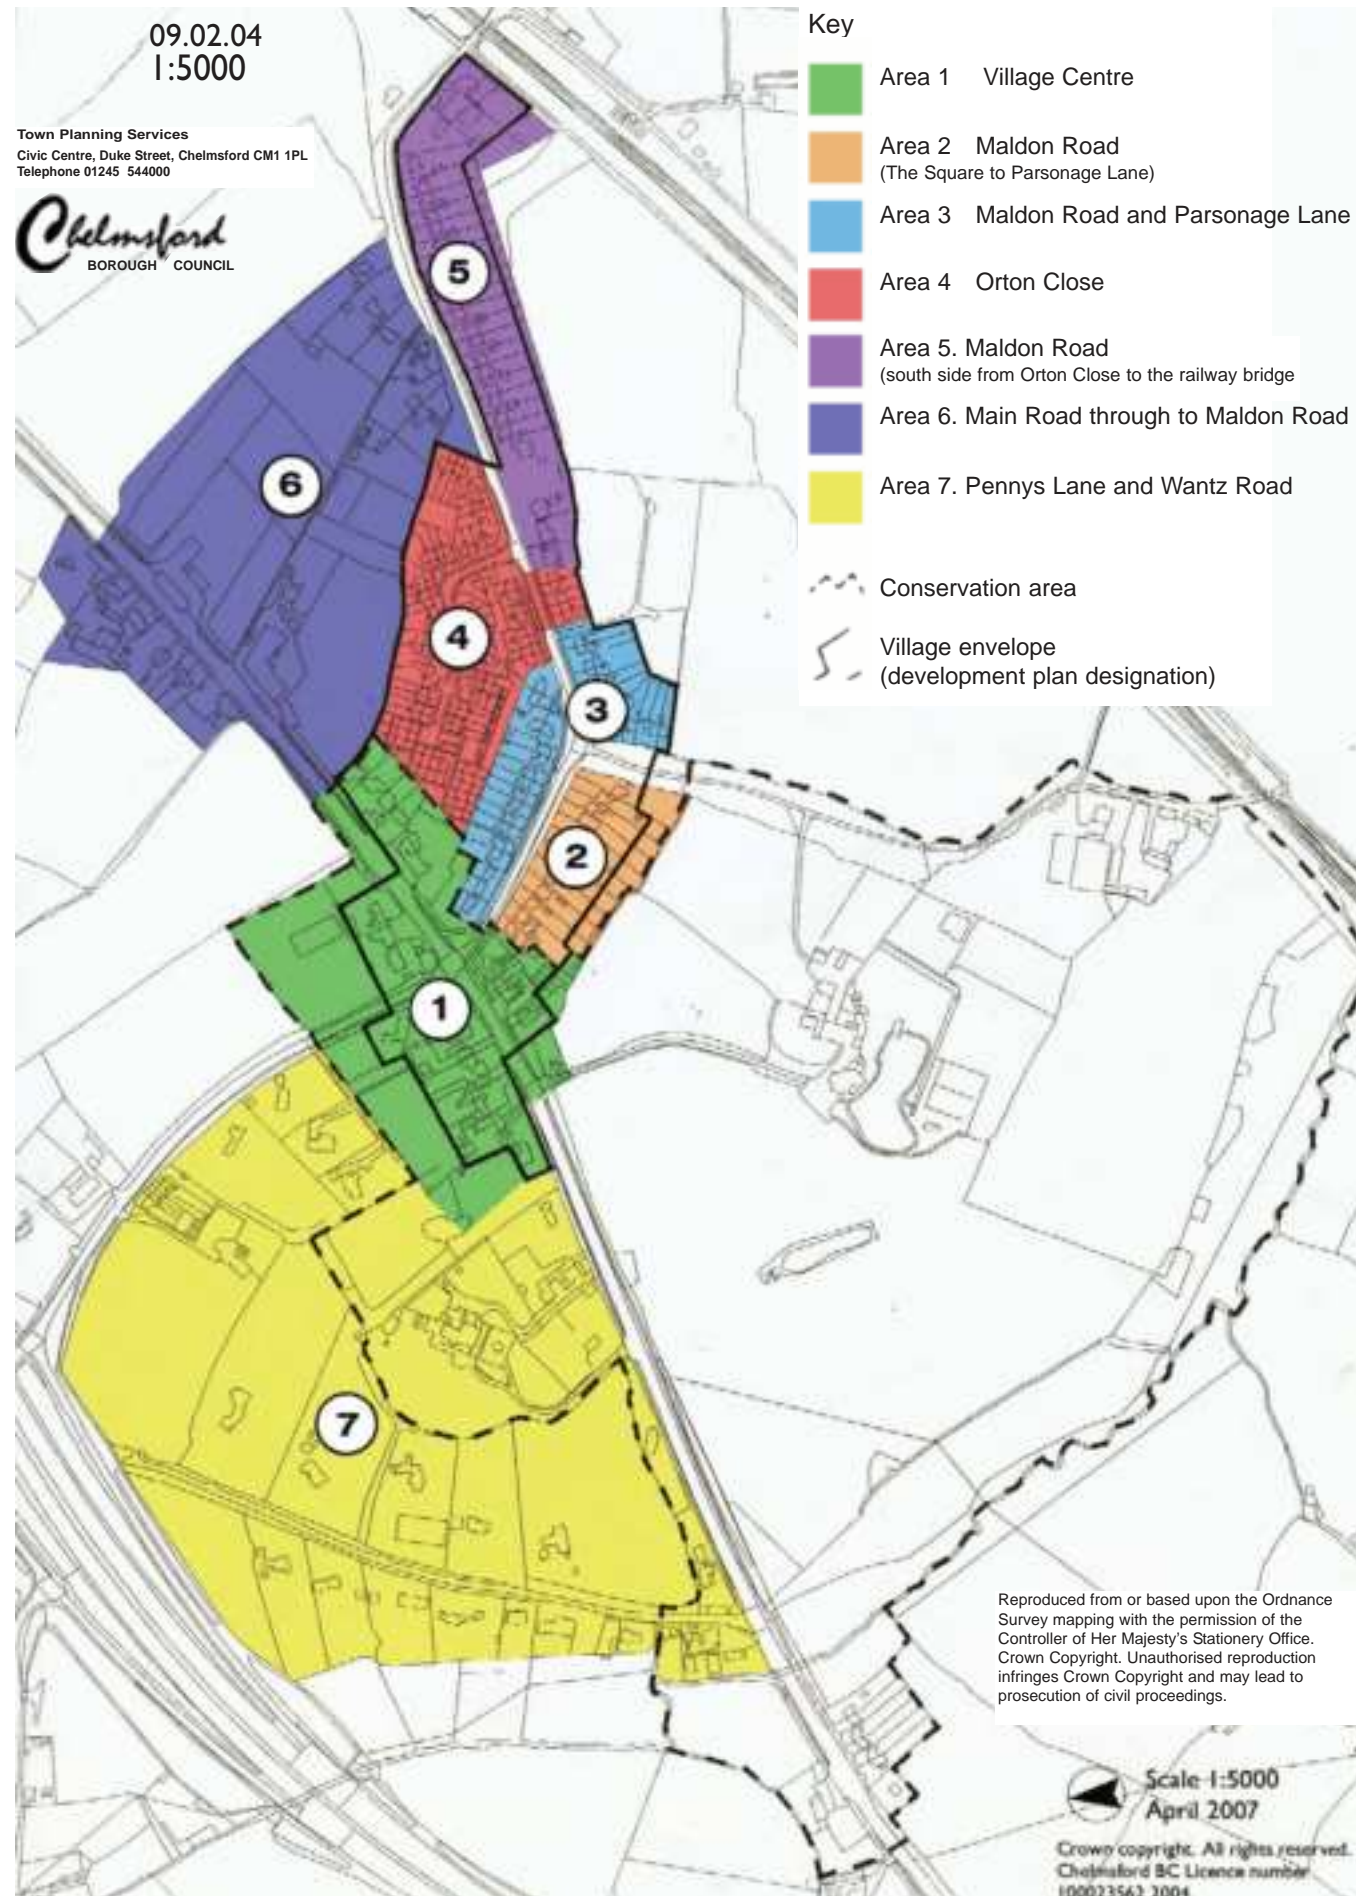 09.02.04
1:5000
Town Planning Services
Civic Centre, Duke Street, Chelmsford CM1 1PL
Telephone 01245 544000
Chelmsford
BOROUGH COUNCIL
Key
Area 1 Village Centre
Area 2 Maldon Road
(The Square to Parsonage Lane)
Area 3 Maldon Road and Parsonage Lane
Area 4 Orton Close
Area 5. Maldon Road
(south side from Orton Close to the railway bridge
Area 6. Main Road through to Maldon Road
Area 7. Pennys Lane and Wantz Road
Conservation area
Village envelope
(development plan designation)
5
6
4
3
2
1
7
Reproduced from or based upon the Ordnance
Survey mapping with the permission of the
Controller of Her Majesty's Stationery Office.
Crown Copyright. Unauthorised reproduction
infringes Crown Copyright and may lead to
prosecution of civil proceedings.
Scale 1:5000
April 2007
Crown copyright. All rights reserved.
Chelmsford BC Licence number
100023562 2004